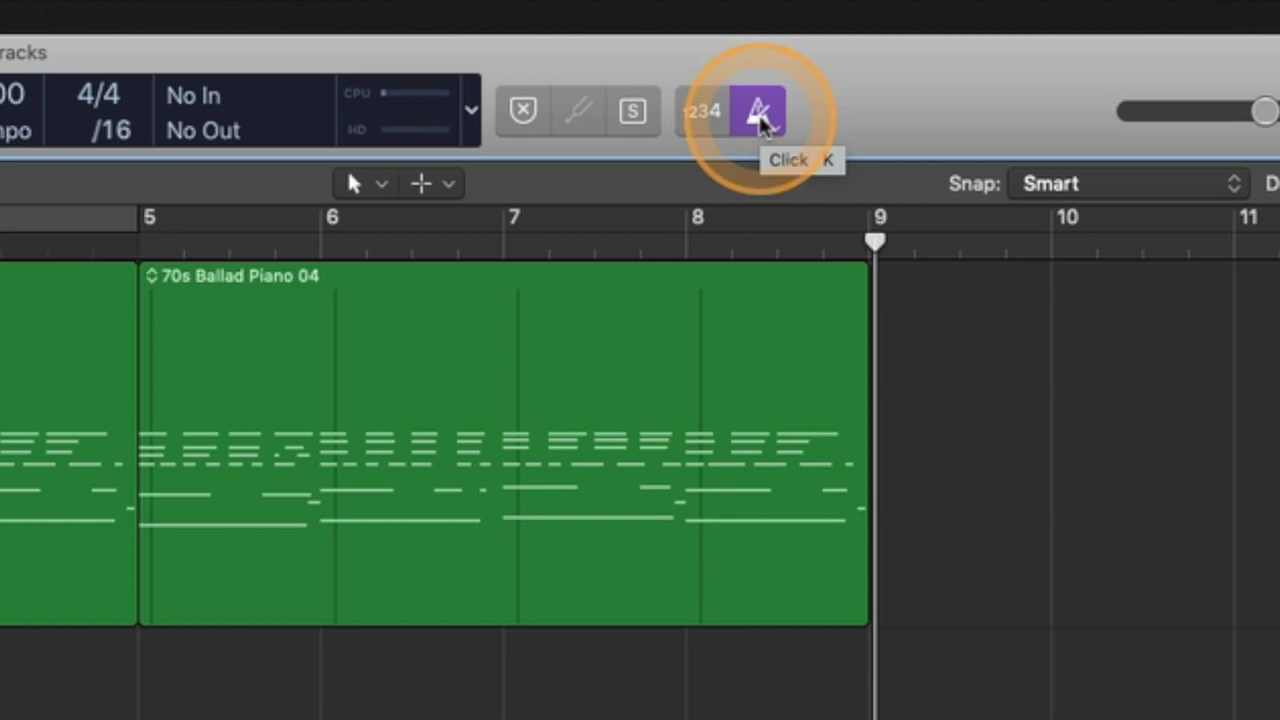 racks
00 4/4 No In CPU
mpo /16 No Out HD
S
1234
Click K
Snap: Smart D
5 6 7 8 9 10 11
70s Ballad Piano 04